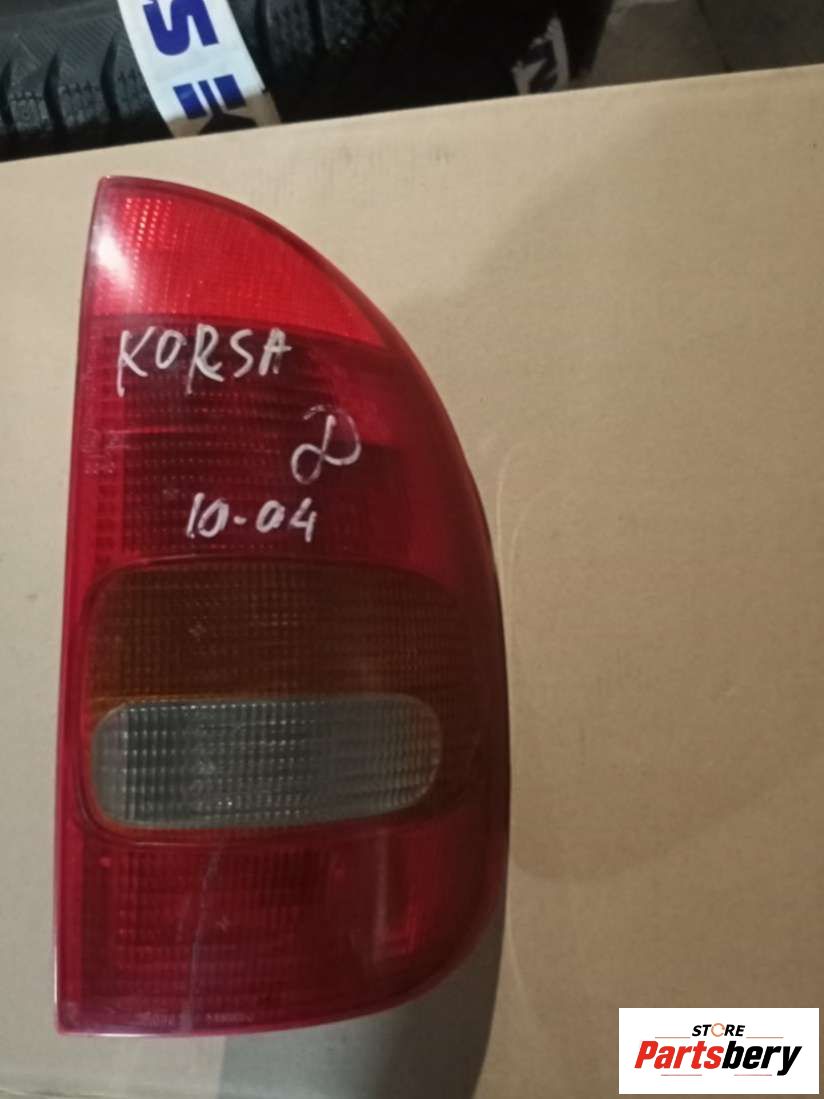 KORSA
D
10-04
STORE
Partsbery